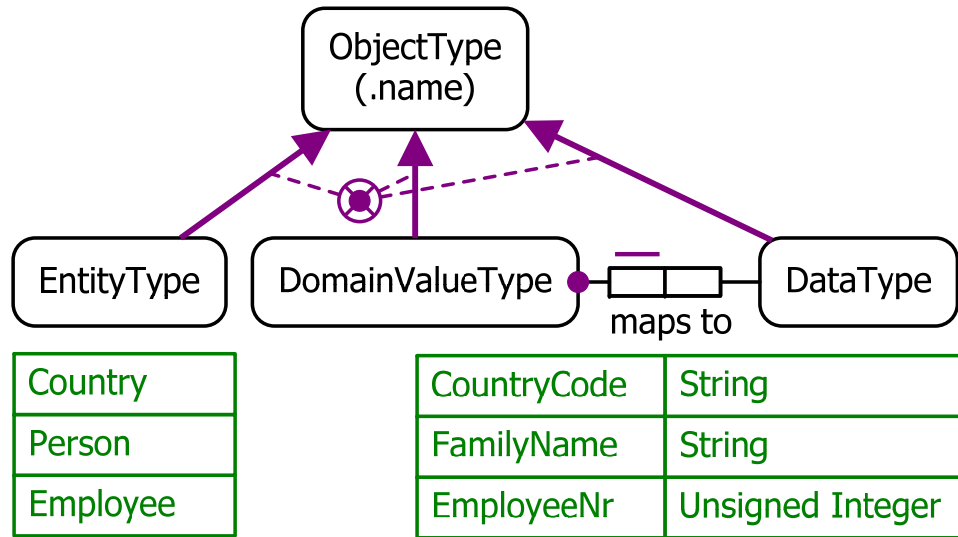 ObjectType
(.name)
EntityType
DomainValueType
DataType
maps to
Country
Person
Employee
CountryCode String
FamilyName String
EmployeeNr Unsigned Integer